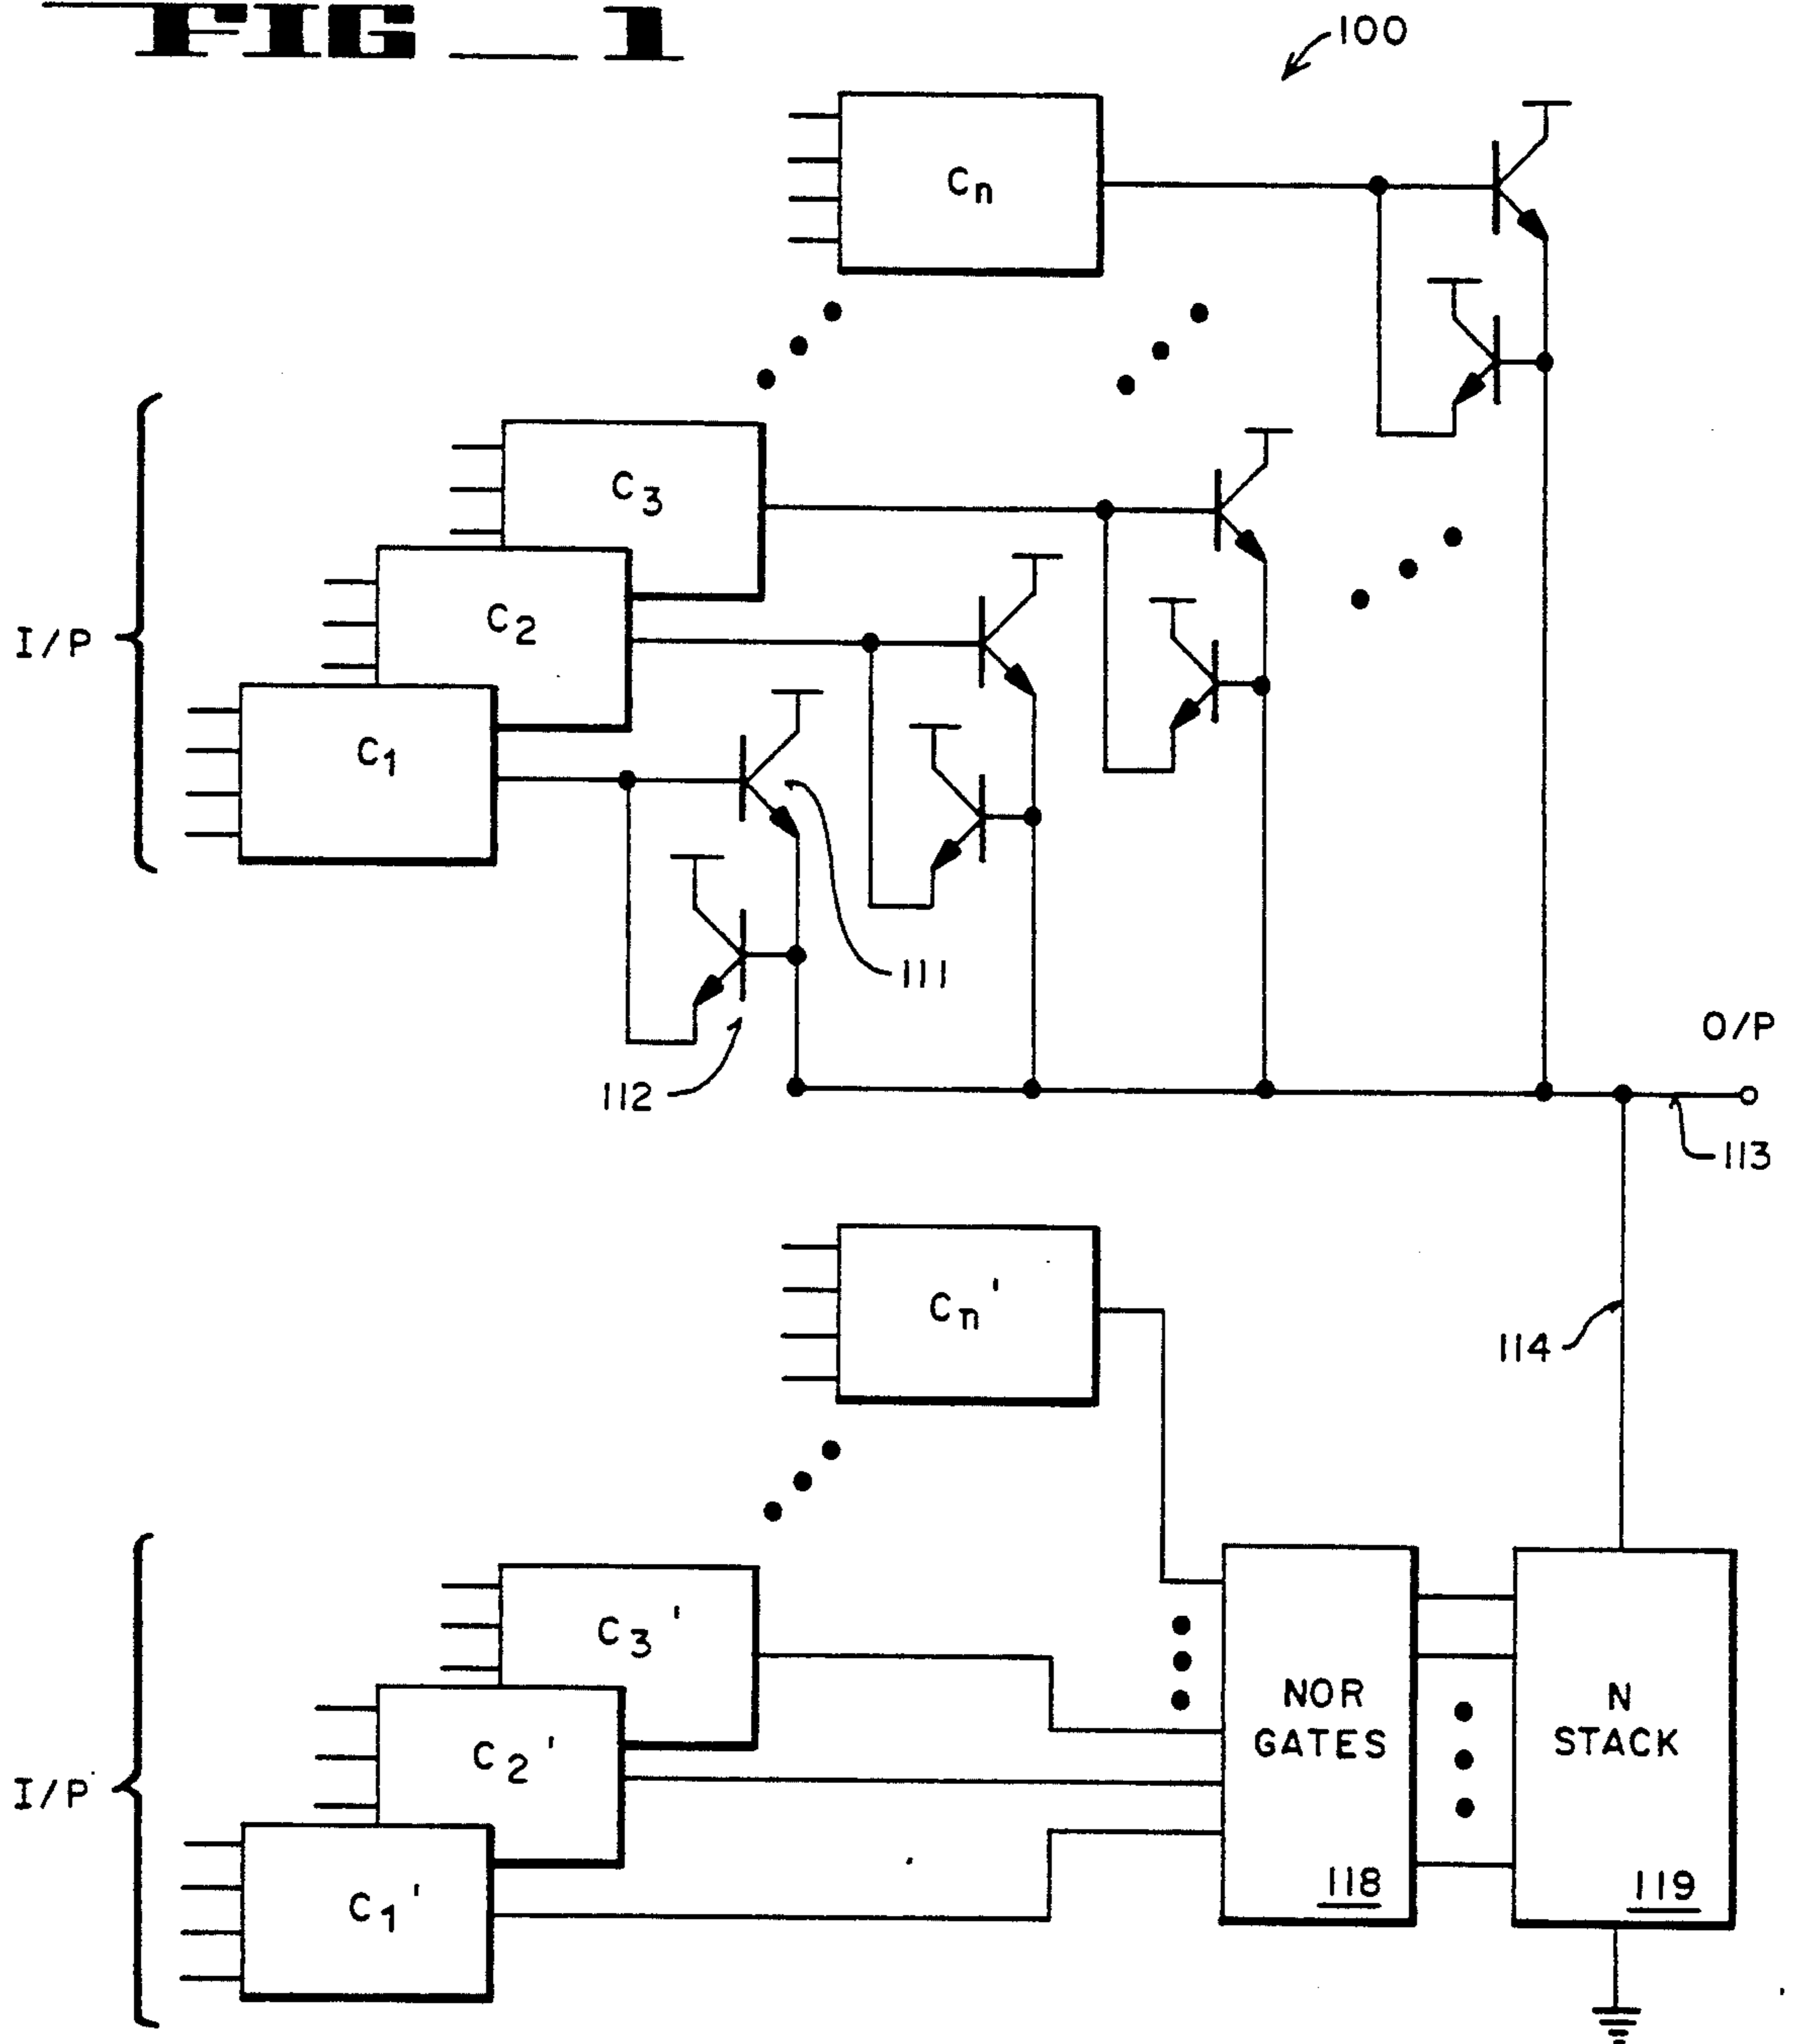 FIG_1
100
Cn
C3
C2
I/P
C1
111
112
O/P
113
Cn'
114
C3'
C2'
I/P
C1'
NOR
GATES
118
N
STACK
119